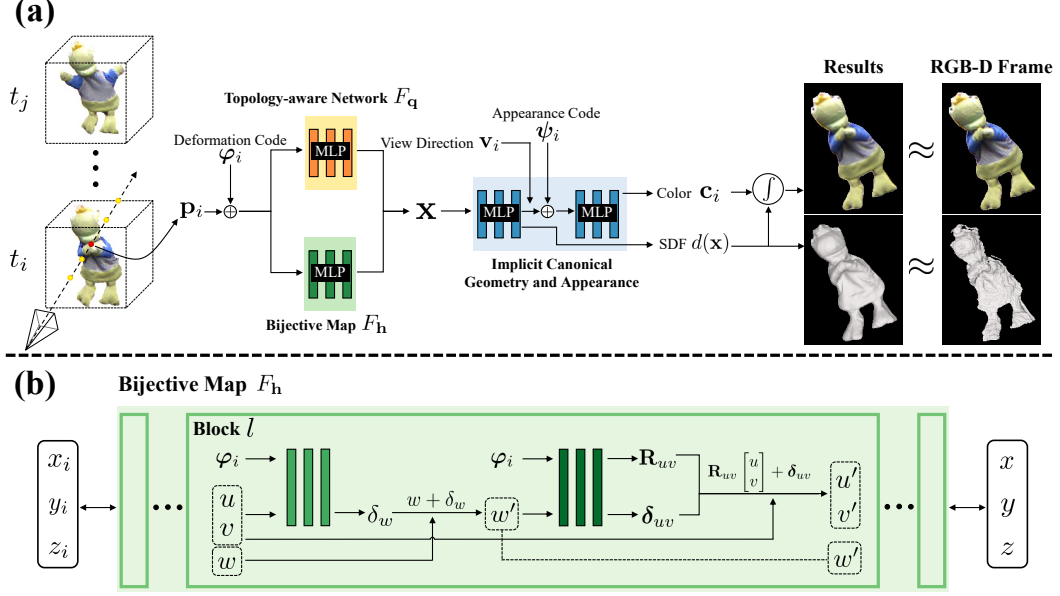 (a)
Results
RGB-D Frame
t_j
Topology-aware Network F_q
Appearance Code
ψ_i
Deformation Code
φ_i
MLP
View Direction v_i
p_i
⊕
X
MLP
⊕
MLP
Color c_i
∫
≈
t_i
MLP
SDF d(x)
≈
Implicit Canonical
Geometry and Appearance
Bijective Map F_h
(b)
Bijective Map F_h
Block l
φ_i
φ_i
R_uv
R_uv [u v] + δ_uv
x_i
y_i
z_i
u
v
w
δ_w
w + δ_w
w′
δ_uv
u′
v′
w′
x
y
z